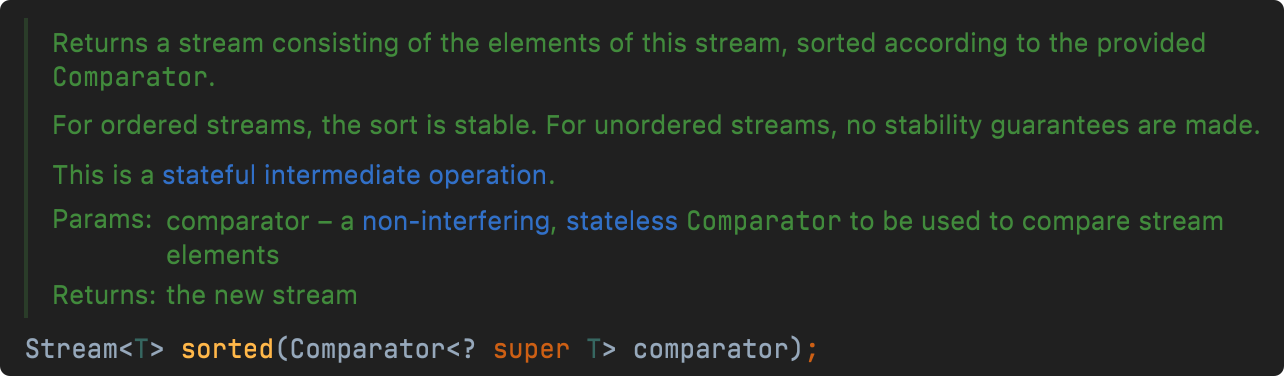 Returns a stream consisting of the elements of this stream, sorted according to the provided
Comparator.
For ordered streams, the sort is stable. For unordered streams, no stability guarantees are made.
This is a stateful intermediate operation.
Params: comparator – a non-interfering, stateless Comparator to be used to compare stream
elements
Returns: the new stream
Stream<T> sorted(Comparator<? super T> comparator);